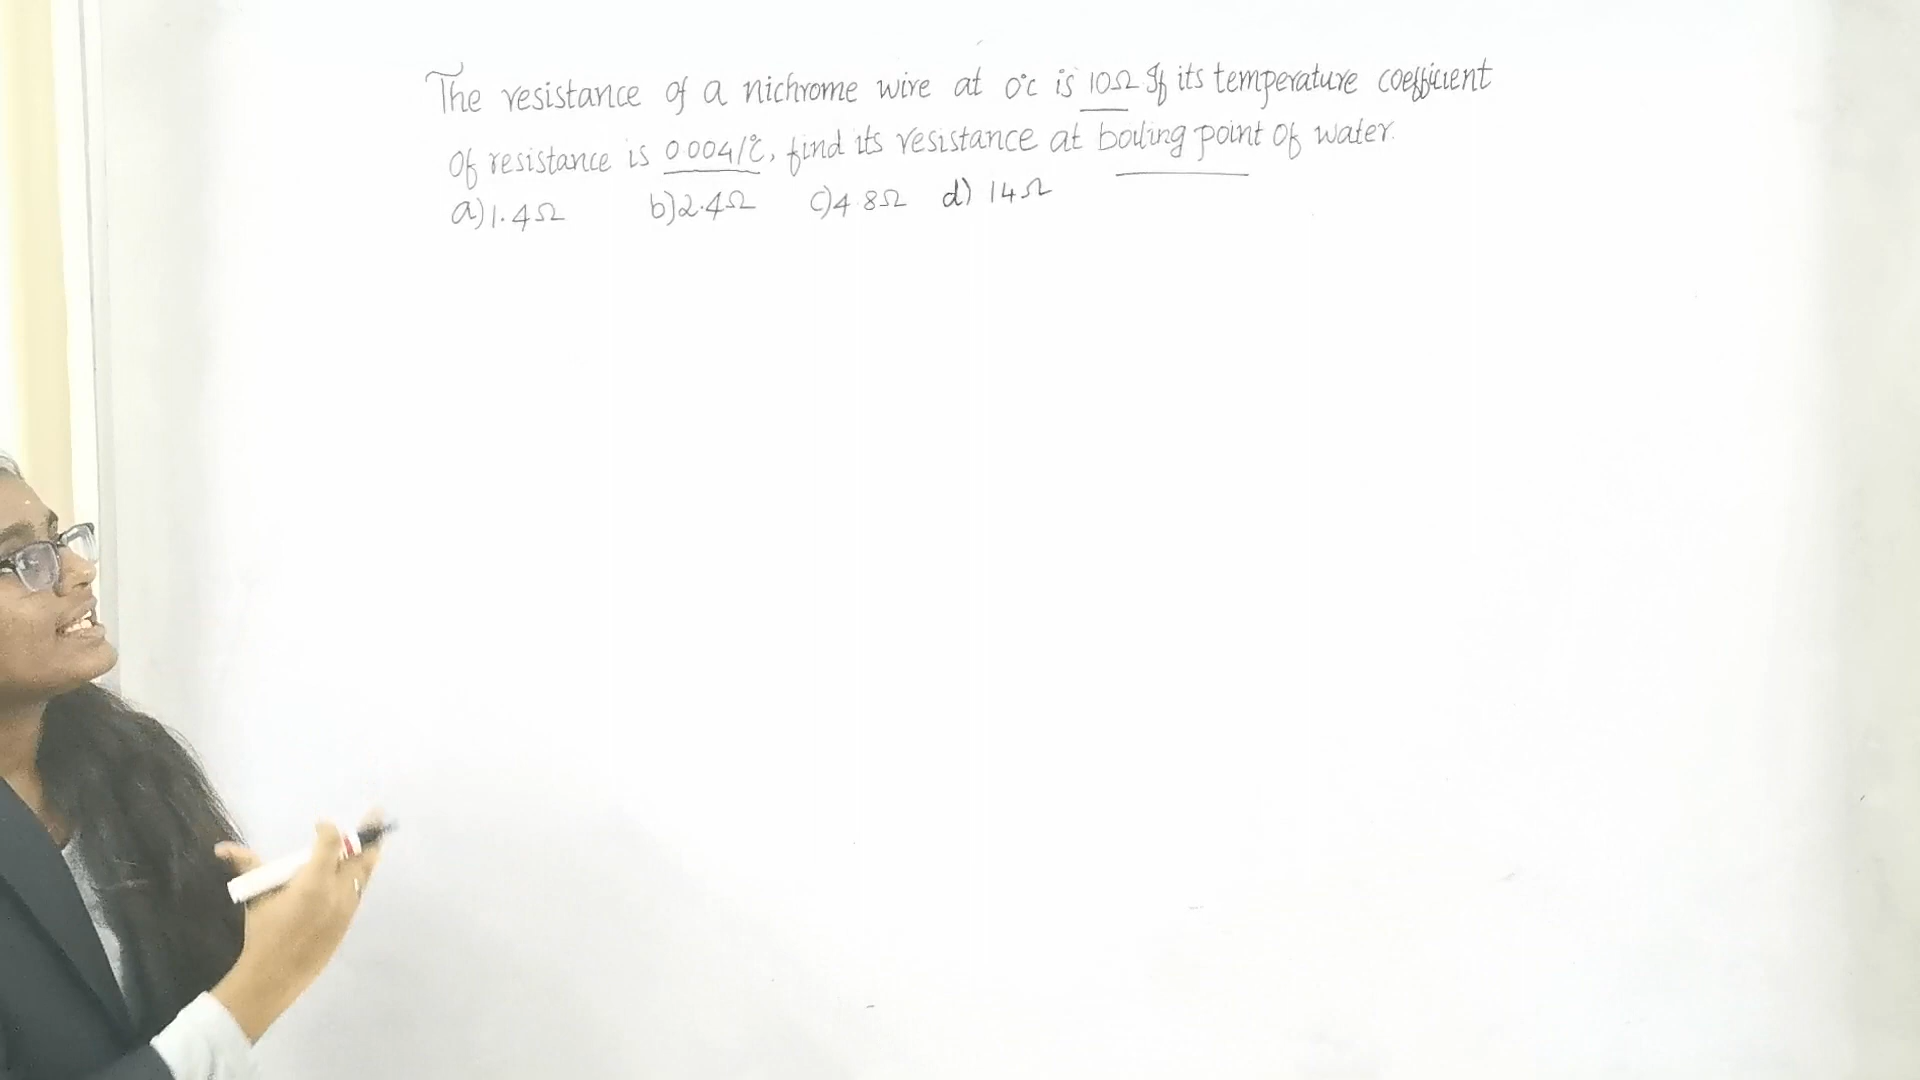 The resistance of a nichrome wire at 0°c is 10Ω If its temperature coefficient
Of resistance is 0.004/°C, find its resistance at boiling point of water.
a) 1.4Ω b) 2.4Ω c) 4.8Ω d) 14Ω